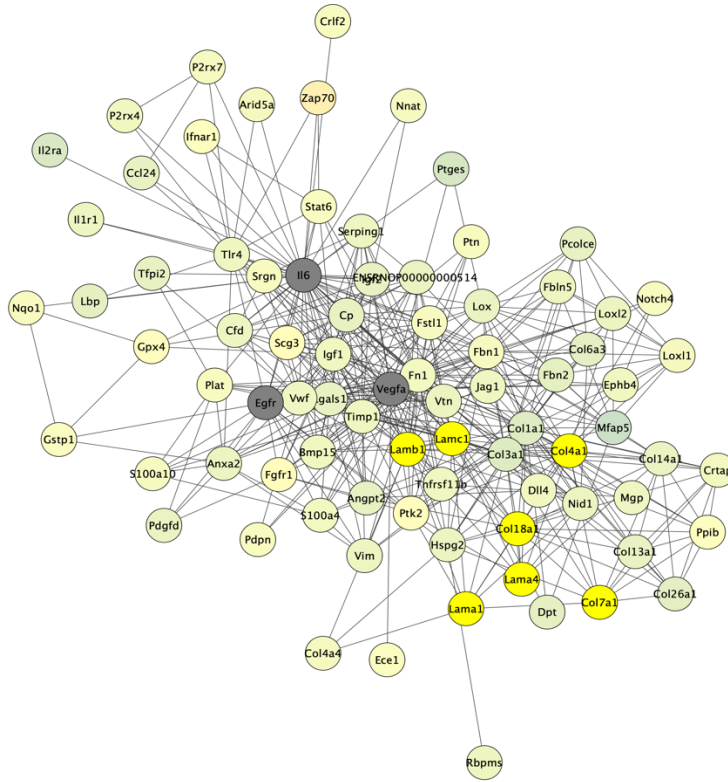 Crlf2
P2rx7
Zap70
Arid5a
Nnat
P2rx4
Ifnar1
Il2ra
Ccl24
Ptges
Stat6
Il1r1
Serping1
Ptn
Pcolce
Tlr4
Tfpi2
Srgn
Il6
Igf2
ENSRNOP00000000514
Fbln5
Notch4
Lbp
Lox
Loxl2
Nqo1
Cfd
Cp
Fstl1
Scg3
Gpx4
Igf1
Fbn1
Col6a3
Loxl1
Fn1
Fbn2
Plat
Vegfa
Jag1
Ephb4
Egfr
Vwf
Lgals1
Vtn
Timp1
Col1a1
Mfap5
Gstp1
Lamc1
Lamb1
Bmp15
Col3a1
Col4a1
Col14a1
Anxa2
S100a10
Fgfr1
Tnfrsf11b
Crtap
Angpt2
Dll4
Mgp
Nid1
Pdgfd
S100a4
Ptk2
Col18a1
Ppib
Pdpn
Vim
Hspg2
Col13a1
Lama4
Col26a1
Lama1
Col7a1
Dpt
Col4a4
Ece1
Rbpms